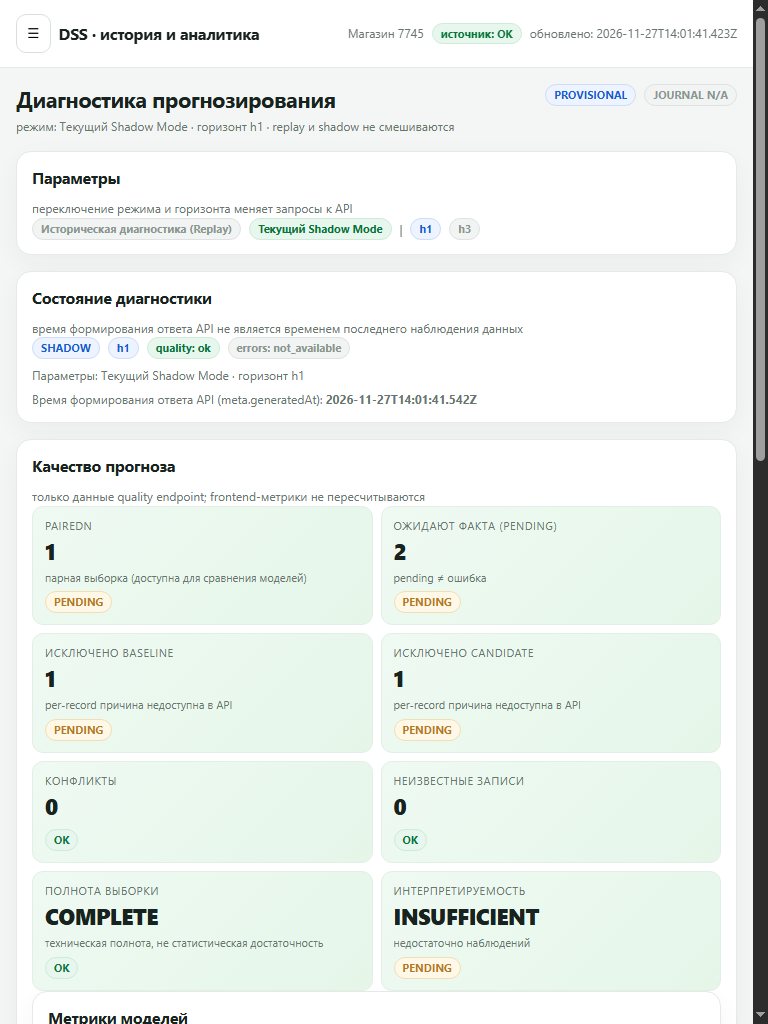 ☰ DSS · история и аналитика Магазин 7745 источник: OK обновлено: 2026-11-27T14:01:41.423Z
Диагностика прогнозирования PROVISIONAL JOURNAL N/A
режим: Текущий Shadow Mode · горизонт h1 · replay и shadow не смешиваются
Параметры
переключение режима и горизонта меняет запросы к API
Историческая диагностика (Replay) Текущий Shadow Mode | h1 h3
Состояние диагностики
время формирования ответа API не является временем последнего наблюдения данных
SHADOW h1 quality: ok errors: not_available
Параметры: Текущий Shadow Mode · горизонт h1
Время формирования ответа API (meta.generatedAt): 2026-11-27T14:01:41.542Z
Качество прогноза
только данные quality endpoint; frontend-метрики не пересчитываются
PAIREDN
1
парная выборка (доступна для сравнения моделей)
PENDING
ОЖИДАЮТ ФАКТА (PENDING)
2
pending ≠ ошибка
PENDING
ИСКЛЮЧЕНО BASELINE
1
per-record причина недоступна в API
PENDING
ИСКЛЮЧЕНО CANDIDATE
1
per-record причина недоступна в API
PENDING
КОНФЛИКТЫ
0
OK
НЕИЗВЕСТНЫЕ ЗАПИСИ
0
OK
ПОЛНОТА ВЫБОРКИ
COMPLETE
техническая полнота, не статистическая достаточность
OK
ИНТЕРПРЕТИРУЕМОСТЬ
INSUFFICIENT
недостаточно наблюдений
PENDING
Метрики моделей